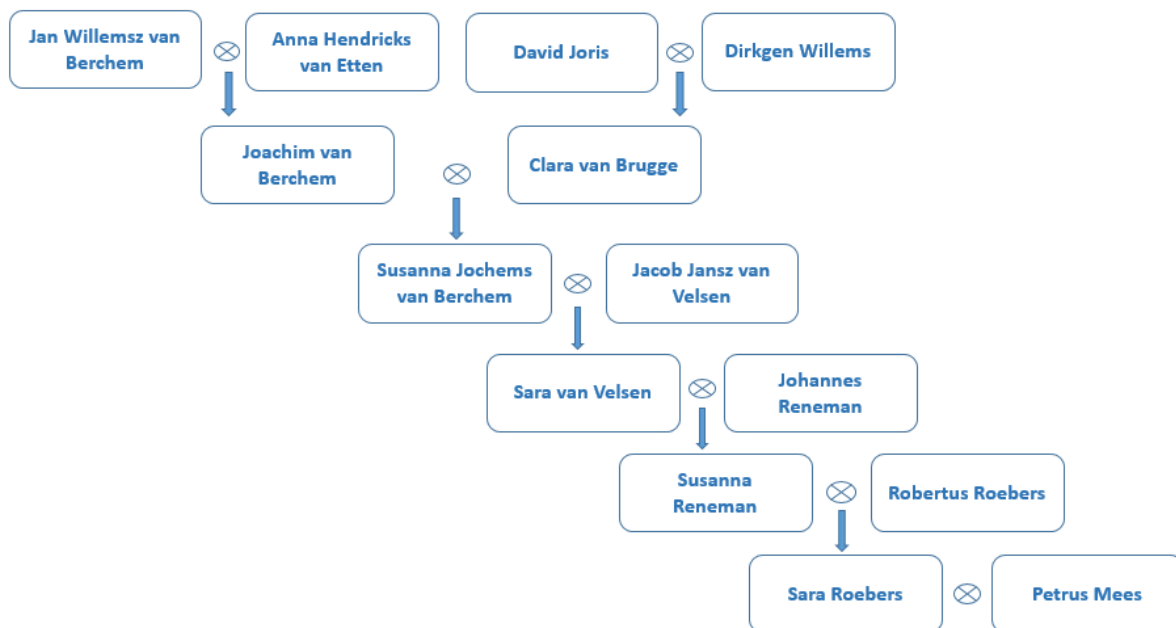 Jan Willemsz van
Berchem
Anna Hendricks
van Etten
David Joris
Dirkgen Willems
Joachim van
Berchem
Clara van Brugge
Susanna Jochems
van Berchem
Jacob Jansz van
Velsen
Sara van Velsen
Johannes
Reneman
Susanna
Reneman
Robertus Roebers
Sara Roebers
Petrus Mees